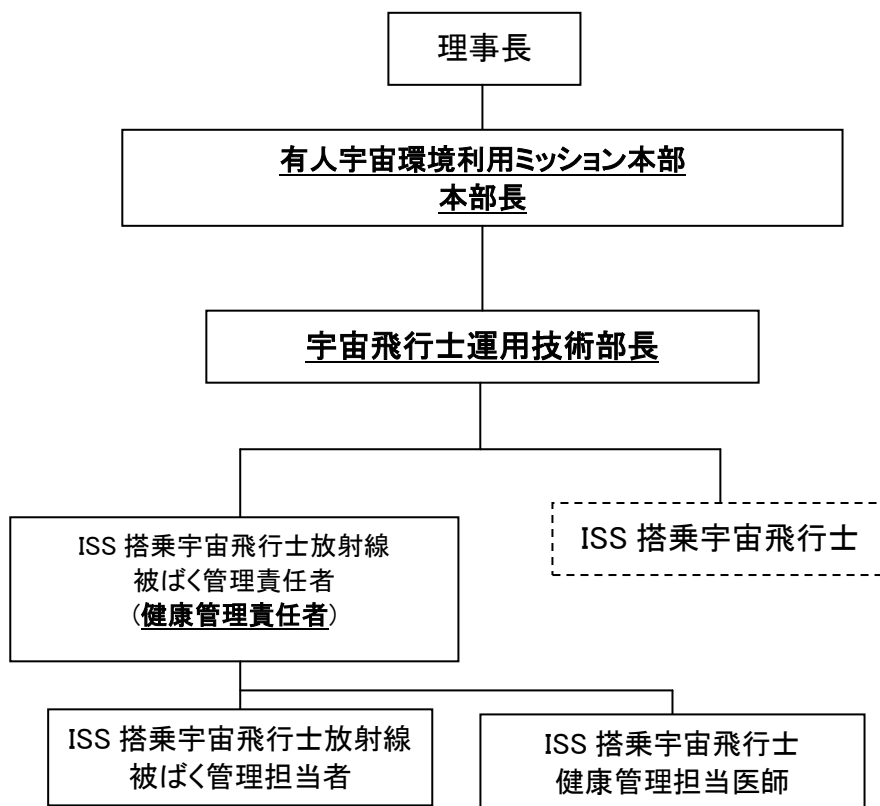 理事長
有人宇宙環境利用ミッション本部
本部長
宇宙飛行士運用技術部長
ISS 搭乗宇宙飛行士放射線
被ばく管理責任者
(健康管理責任者)
ISS 搭乗宇宙飛行士
ISS 搭乗宇宙飛行士放射線
被ばく管理担当者
ISS 搭乗宇宙飛行士
健康管理担当医師